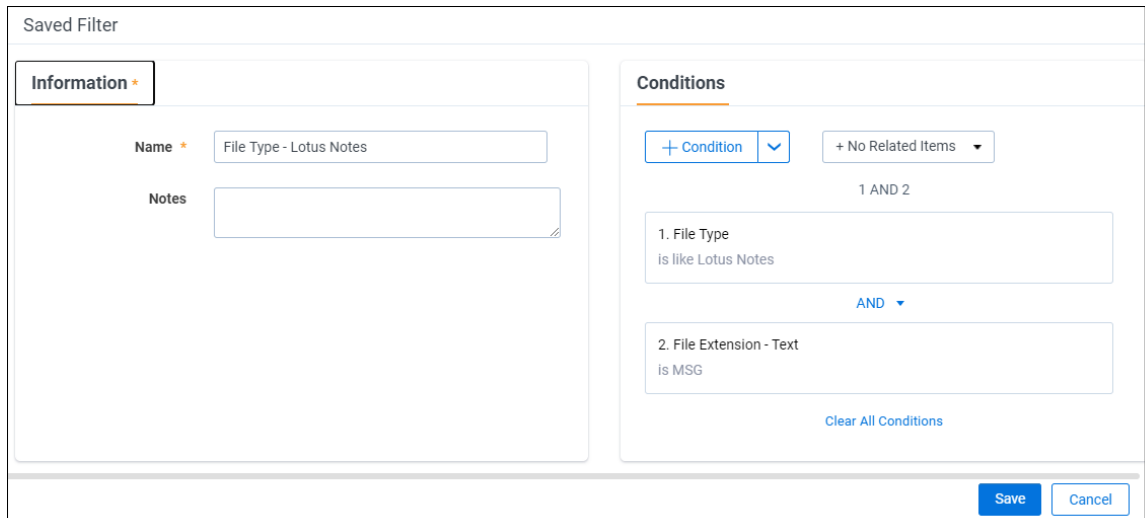 Saved Filter
Information *
Name * File Type - Lotus Notes
Notes
Conditions
+ Condition
+ No Related Items
1 AND 2
1. File Type
is like Lotus Notes
AND
2. File Extension - Text
is MSG
Clear All Conditions
Save Cancel